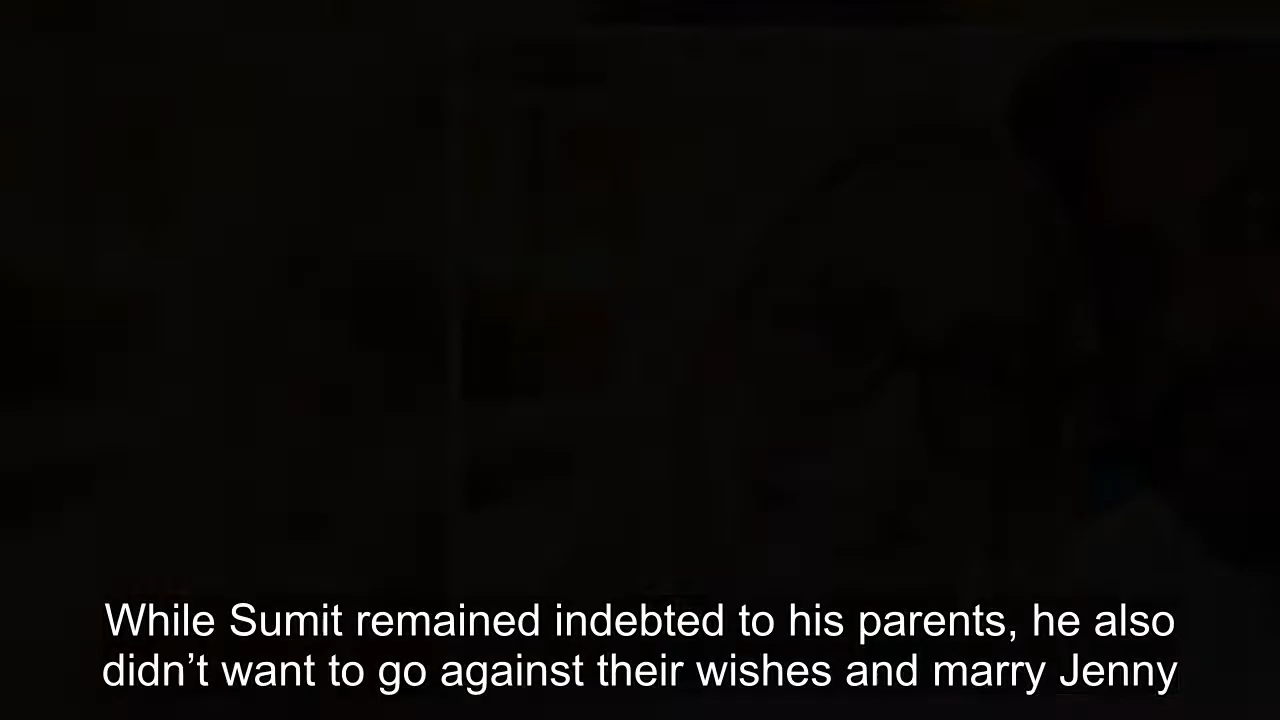 While Sumit remained indebted to his parents, he also
didn’t want to go against their wishes and marry Jenny